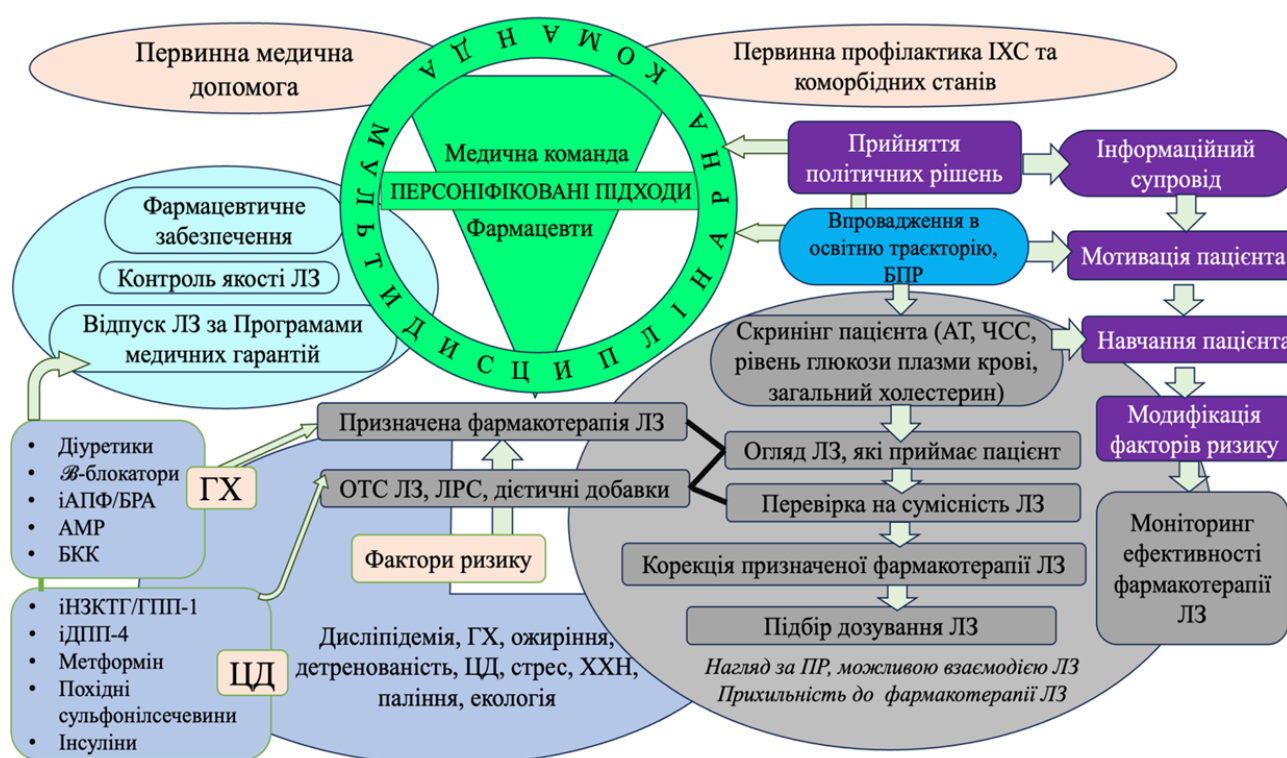 Первинна медична
допомога
Первинна профілактика ІХС та
коморбідних станів
МУЛЬТИДИСЦИПЛІНАРНА КОМАНДА
Медична команда
ПЕРСОНІФІКОВАНІ ПІДХОДИ
Фармацевти
Прийняття
політичних рішень
Інформаційний
супровід
Фармацевтичне
забезпечення
Контроль якості ЛЗ
Відпуск ЛЗ за Програмами
медичних гарантій
Впровадження в
освітню траєкторію,
БПР
Мотивація пацієнта
Скринінг пацієнта (АТ, ЧСС,
рівень глюкози плазми крові,
загальний холестерин)
Навчання пацієнта
Модифікація
факторів ризику
Призначена фармакотерапія ЛЗ
Огляд ЛЗ, які приймає пацієнт
• Діуретики
• ℬ-блокатори
• іАПФ/БРА
• АМР
• БКК
ГХ
ОТС ЛЗ, ЛРС, дієтичні добавки
Перевірка на сумісність ЛЗ
Фактори ризику
Корекція призначеної фармакотерапії ЛЗ
Моніторинг
ефективності
фармакотерапії
ЛЗ
• іНЗКТГ/ГПП-1
• іДПП-4
• Метформін
• Похідні
сульфонілсечевини
• Інсуліни
ЦД
Дисліпідемія, ГХ, ожиріння,
детренованість, ЦД, стрес, ХХН,
паління, екологія
Підбір дозування ЛЗ
Нагляд за ПР, можливою взаємодією ЛЗ
Прихильність до фармакотерапії ЛЗ